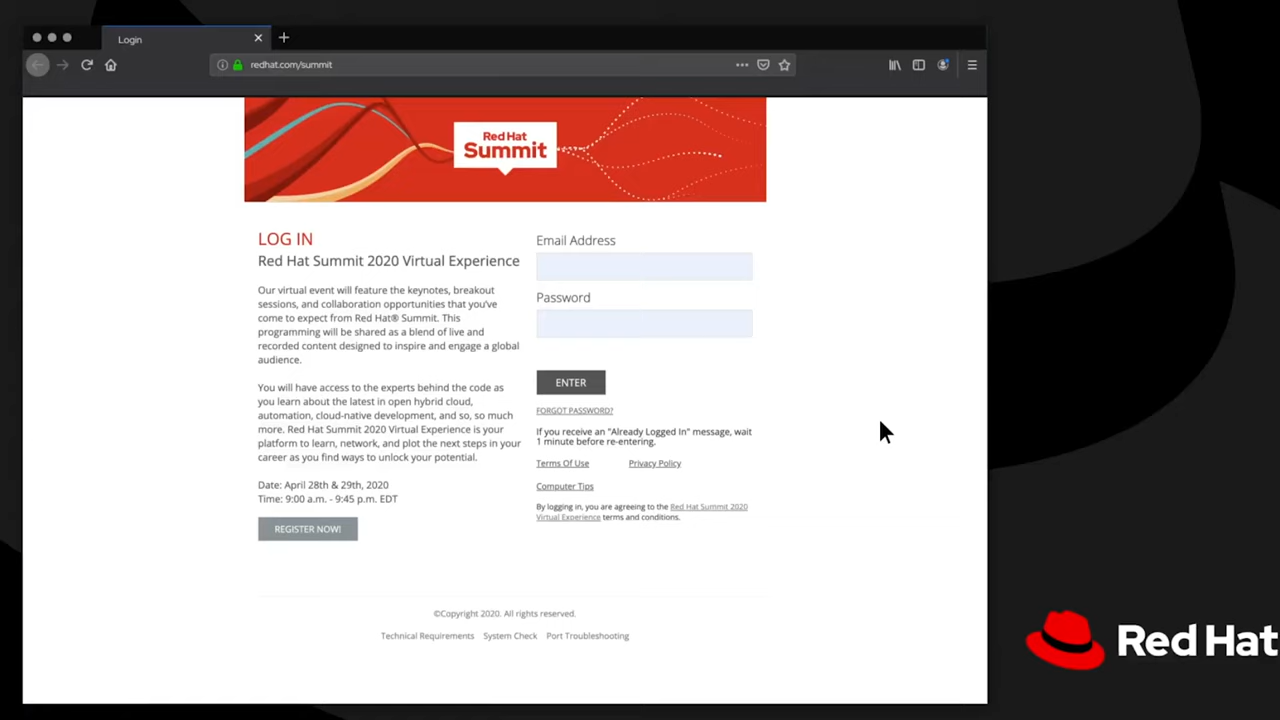 Login
redhat.com/summit
Red Hat
Summit
LOG IN
Red Hat Summit 2020 Virtual Experience
Our virtual event will feature the keynotes, breakout
sessions, and collaboration opportunities that you've
come to expect from Red Hat® Summit. This
programming will be shared as a blend of live and
recorded content designed to inspire and engage a global
audience.
You will have access to the experts behind the code as
you learn about the latest in open hybrid cloud,
automation, cloud-native development, and so, so much
more. Red Hat Summit 2020 Virtual Experience is your
platform to learn, network, and plot the next steps in your
career as you find ways to unlock your potential.
Date: April 28th & 29th, 2020
Time: 9:00 a.m. - 9:45 p.m. EDT
REGISTER NOW!
Email Address
Password
ENTER
FORGOT PASSWORD?
If you receive an "Already Logged In" message, wait
1 minute before re-entering.
Terms Of Use Privacy Policy
Computer Tips
By logging in, you are agreeing to the Red Hat Summit 2020
Virtual Experience terms and conditions.
©Copyright 2020. All rights reserved.
Technical Requirements System Check Port Troubleshooting
Red Hat